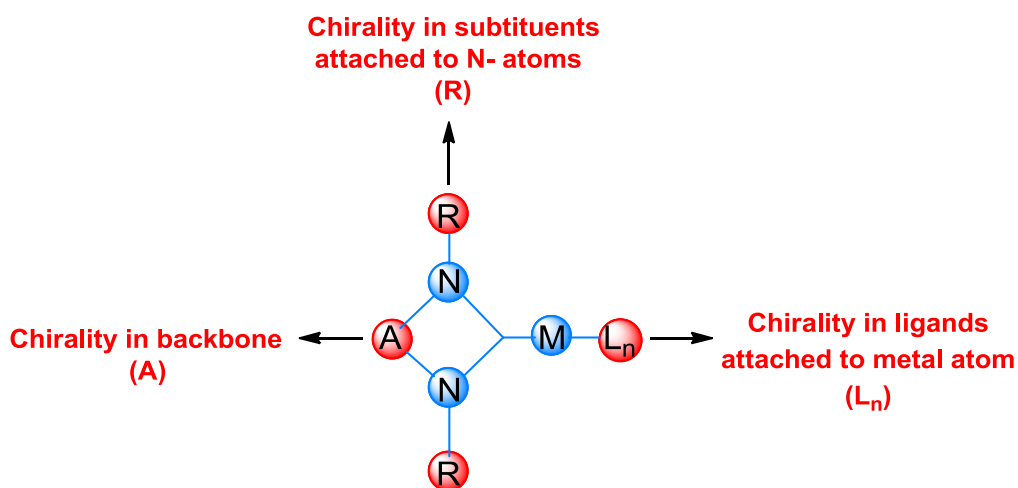 Chirality in subtituents
attached to N- atoms
(R)
R
N
Chirality in backbone
(A)
A
M
Ln
Chirality in ligands
attached to metal atom
(Ln)
N
R